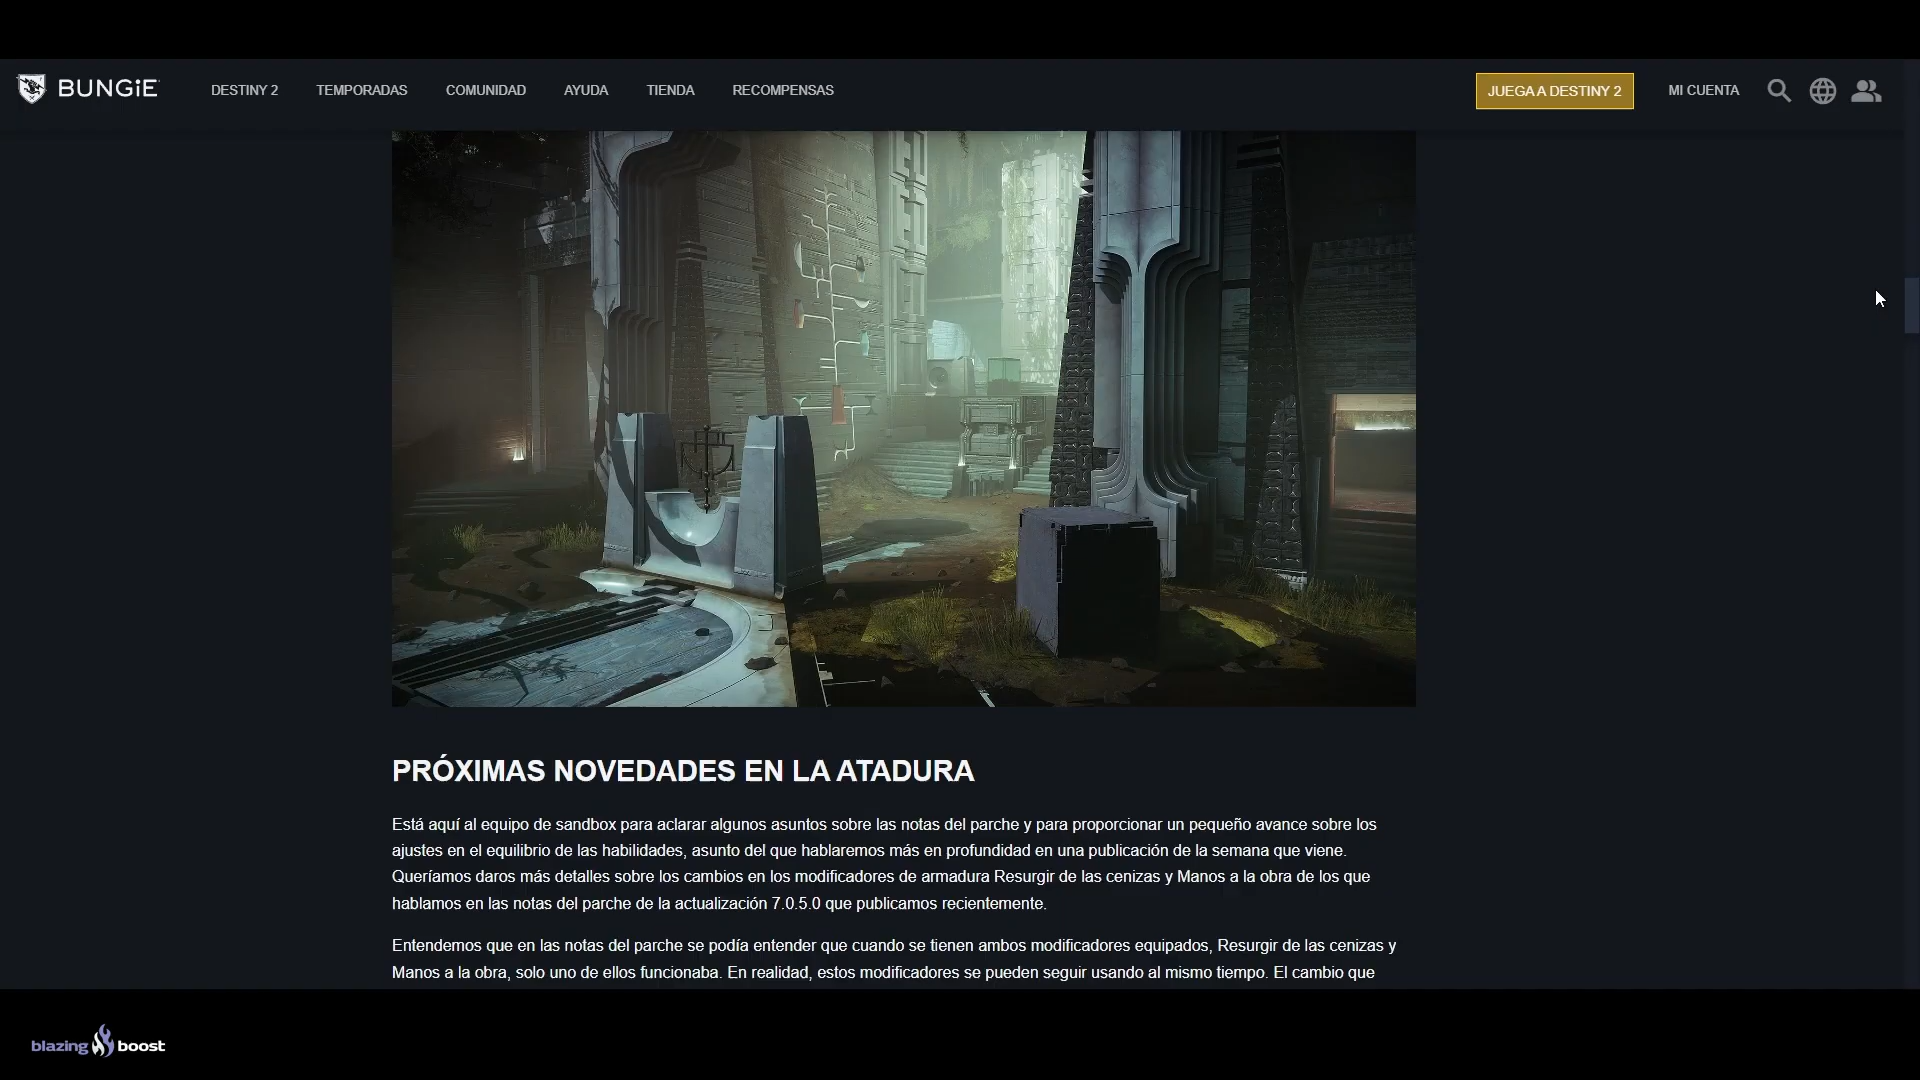 BUNGiE
DESTINY 2 TEMPORADAS COMUNIDAD AYUDA TIENDA RECOMPENSAS JUEGA A DESTINY 2 MI CUENTA
PRÓXIMAS NOVEDADES EN LA ATADURA
Está aquí al equipo de sandbox para aclarar algunos asuntos sobre las notas del parche y para proporcionar un pequeño avance sobre los
ajustes en el equilibrio de las habilidades, asunto del que hablaremos más en profundidad en una publicación de la semana que viene.
Queríamos daros más detalles sobre los cambios en los modificadores de armadura Resurgir de las cenizas y Manos a la obra de los que
hablamos en las notas del parche de la actualización 7.0.5.0 que publicamos recientemente.
Entendemos que en las notas del parche se podía entender que cuando se tienen ambos modificadores equipados, Resurgir de las cenizas y
Manos a la obra, solo uno de ellos funcionaba. En realidad, estos modificadores se pueden seguir usando al mismo tiempo. El cambio que
blazing boost